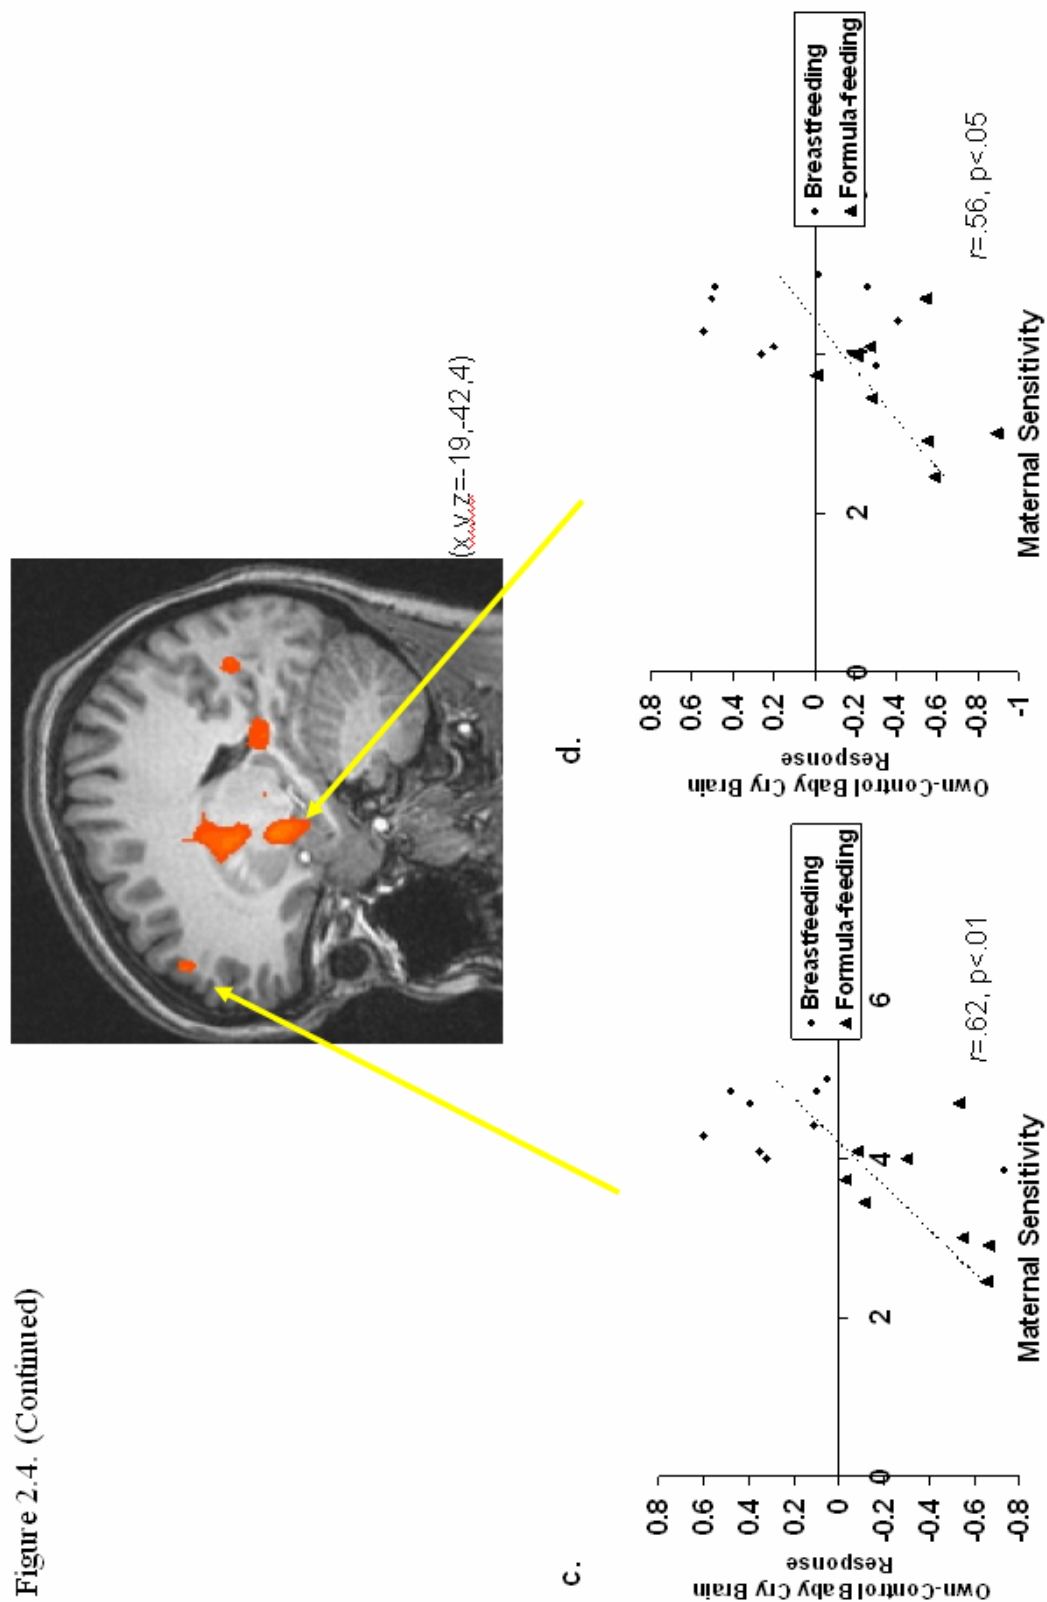 Figure 2.4. (Continued)
(x,y,z=-19,-42,4)
c.
Own-Control Baby Cry Brain
Response
0.8
0.6
0.4
0.2
0
-0.2
-0.4
-0.6
-0.8
0
2
4
6
Breastfeeding
Formula-feeding
r=.62, p<.01
Maternal Sensitivity
d.
Own-Control Baby Cry Brain
Response
0.8
0.6
0.4
0.2
0
-0.2
-0.4
-0.6
-0.8
-1
0
2
Breastfeeding
Formula-feeding
r=.56, p<.05
Maternal Sensitivity